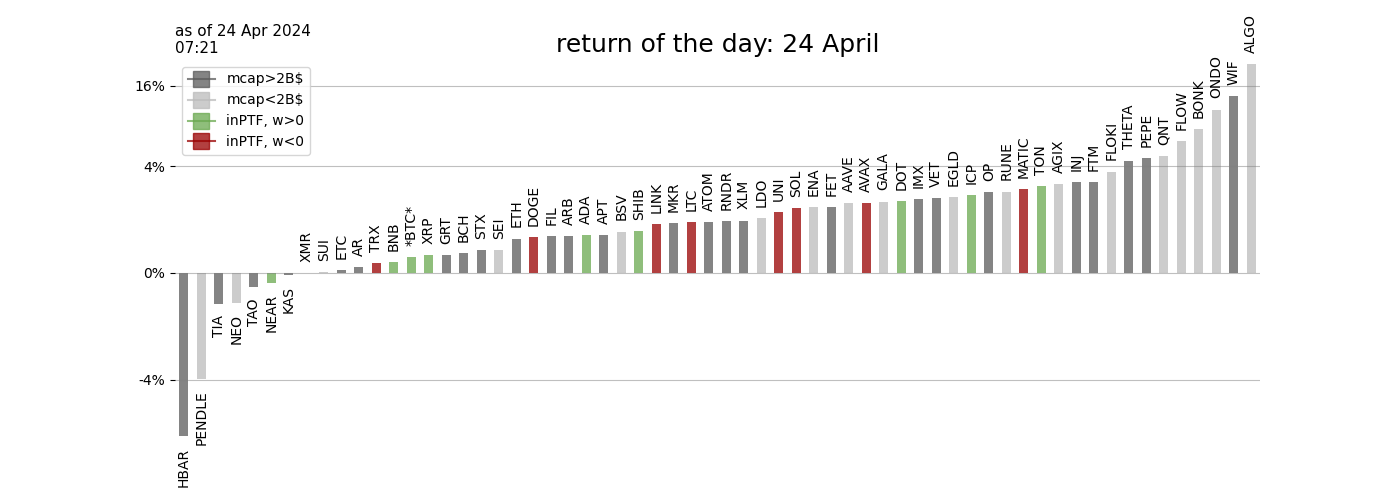 as of 24 Apr 2024
07:21
return of the day: 24 April
mcap>2B$
mcap<2B$
inPTF, w>0
inPTF, w<0
16%
4%
0%
-4%
HBAR
PENDLE
TIA
NEO
TAO
NEAR
KAS
XMR
SUI
ETC
AR
TRX
BNB
*BTC*
XRP
GRT
BCH
STX
SEI
ETH
DOGE
FIL
ARB
ADA
APT
BSV
SHIB
LINK
MKR
LTC
ATOM
RNDR
XLM
LDO
UNI
SOL
ENA
FET
AAVE
AVAX
GALA
DOT
IMX
VET
EGLD
ICP
OP
RUNE
MATIC
TON
AGIX
INJ
FTM
FLOKI
THETA
PEPE
QNT
FLOW
BONK
ONDO
WIF
ALGO